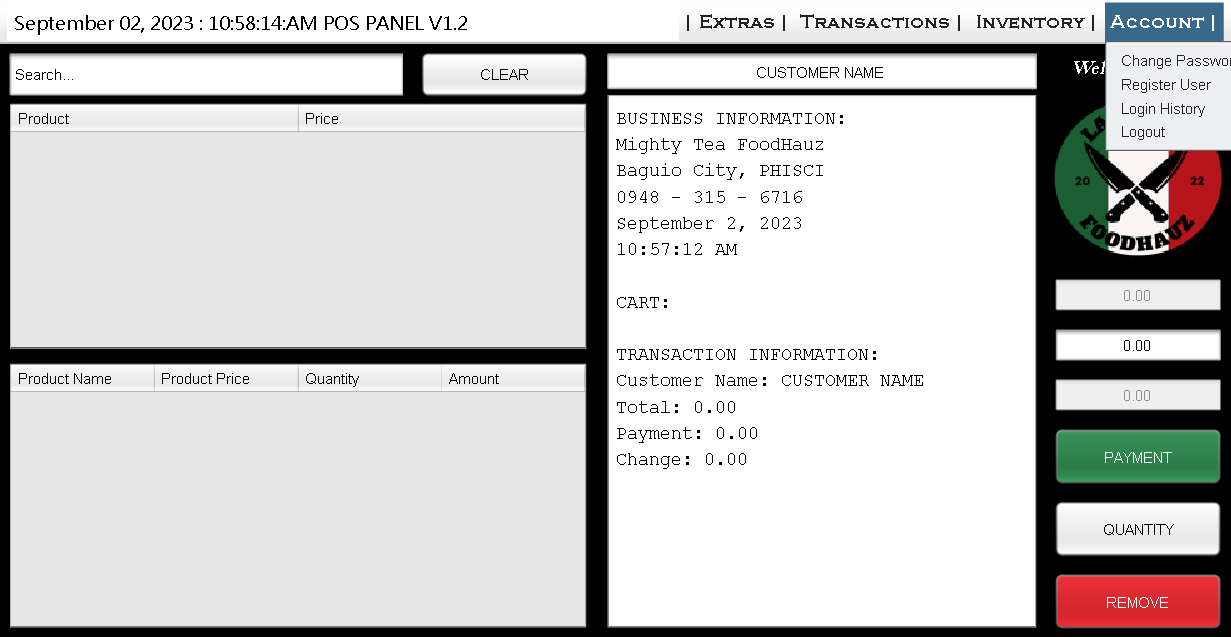 September 02, 2023 : 10:58:14:AM POS PANEL V1.2
| Extras | Transactions | Inventory | Account |
Change Passwo
Register User
Login History
Logout
Search...
CLEAR
Product Price
Product Name Product Price Quantity Amount
CUSTOMER NAME
BUSINESS INFORMATION:
Mighty Tea FoodHauz
Baguio City, PHISCI
0948 - 315 - 6716
September 2, 2023
10:57:12 AM
CART:
TRANSACTION INFORMATION:
Customer Name: CUSTOMER NAME
Total: 0.00
Payment: 0.00
Change: 0.00
20 22
FOODHAUZ
0.00
0.00
0.00
PAYMENT
QUANTITY
REMOVE